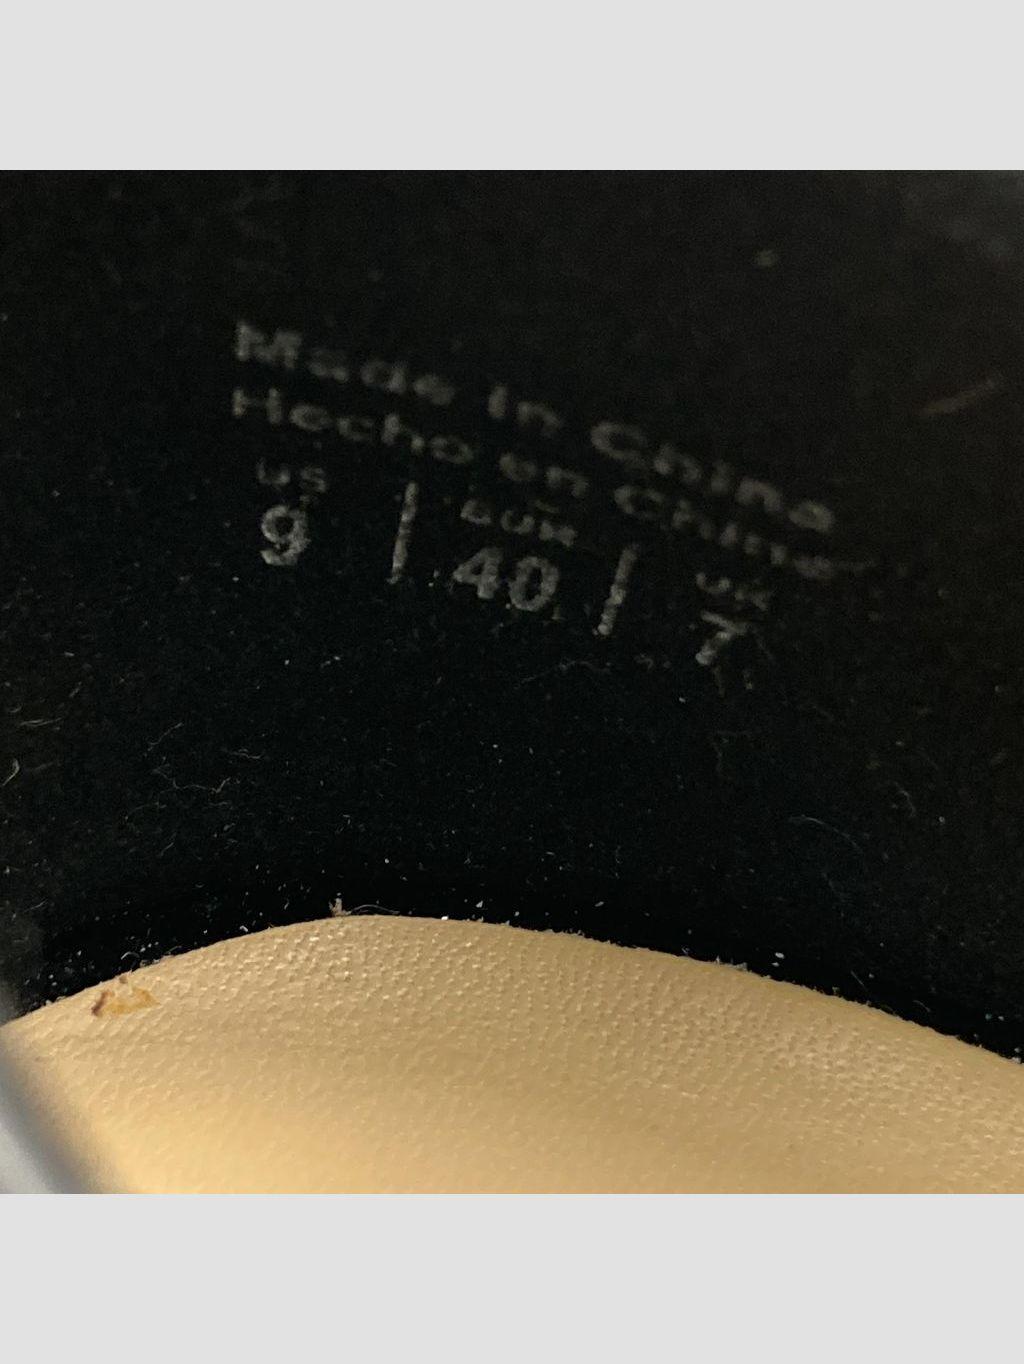 Made in China
Hecho en China
us eur uk
9 / 40 / 7